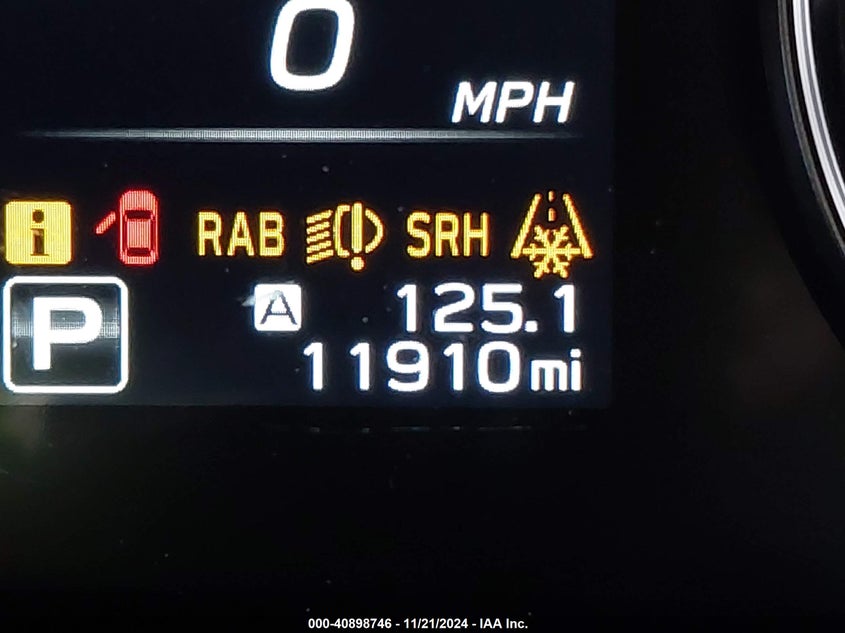 0
MPH
i RAB SRH
P A 125.1
11910mi
000-40898746 - 11/21/2024 - IAA Inc.